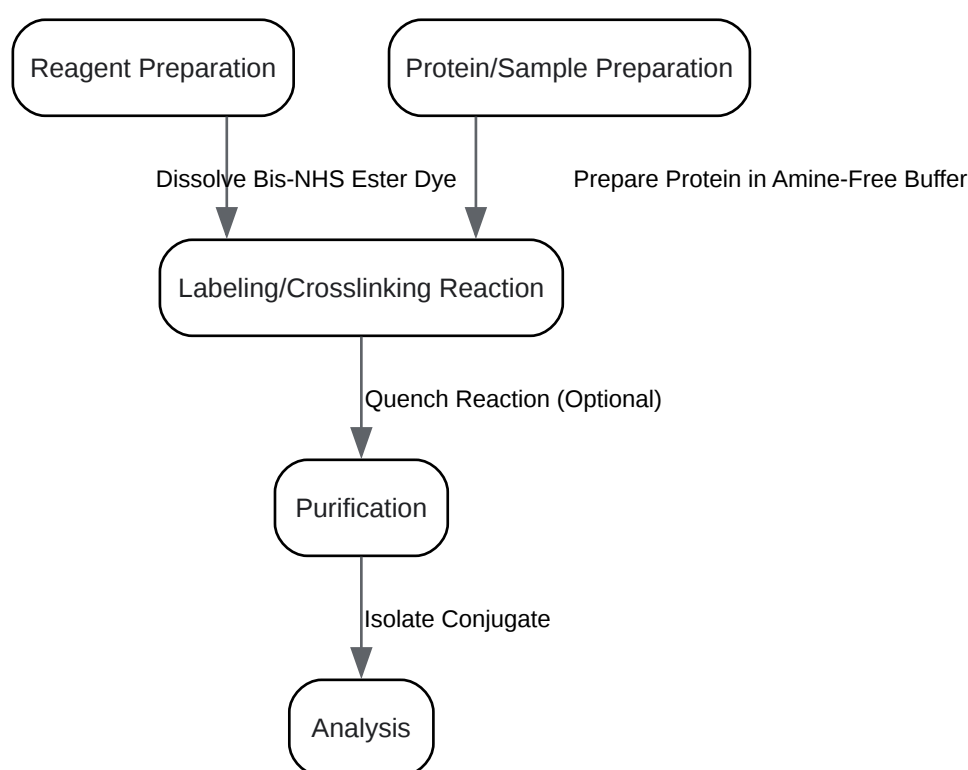 Reagent Preparation
Protein/Sample Preparation
Dissolve Bis-NHS Ester Dye
Prepare Protein in Amine-Free Buffer
Labeling/Crosslinking Reaction
Quench Reaction (Optional)
Purification
Isolate Conjugate
Analysis